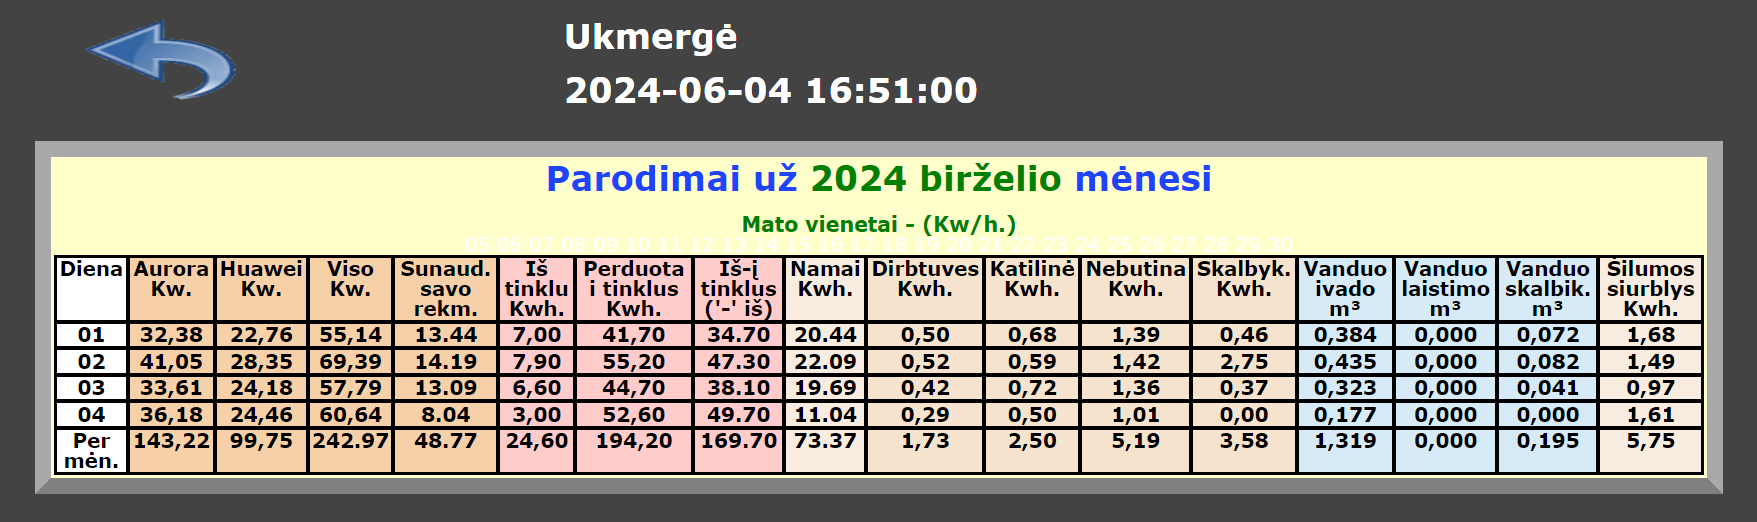 Ukmergė
2024-06-04 16:51:00
Parodimai už 2024 birželio mėnesi
Mato vienetai - (Kw/h.)
05 06 07 08 09 10 11 12 13 14 15 16 17 18 19 20 21 22 23 24 25 26 27 28 29 30
Diena Aurora Kw. Huawei Kw. Viso Kw. Sunaud. savo rekm. Iš tinklu Kwh. Perduota i tinklus Kwh. Iš-į tinklus ('-' iš) Namai Kwh. Dirbtuves Kwh. Katilinė Kwh. Nebutina Kwh. Skalbyk. Kwh. Vanduo ivado m³ Vanduo laistimo m³ Vanduo skalbik. m³ Šilumos siurblys Kwh.
01 32,38 22,76 55,14 13.44 7,00 41,70 34.70 20.44 0,50 0,68 1,39 0,46 0,384 0,000 0,072 1,68
02 41,05 28,35 69,39 14.19 7,90 55,20 47.30 22.09 0,52 0,59 1,42 2,75 0,435 0,000 0,082 1,49
03 33,61 24,18 57,79 13.09 6,60 44,70 38.10 19.69 0,42 0,72 1,36 0,37 0,323 0,000 0,041 0,97
04 36,18 24,46 60,64 8.04 3,00 52,60 49.70 11.04 0,29 0,50 1,01 0,00 0,177 0,000 0,000 1,61
Per mėn. 143,22 99,75 242.97 48.77 24,60 194,20 169.70 73.37 1,73 2,50 5,19 3,58 1,319 0,000 0,195 5,75